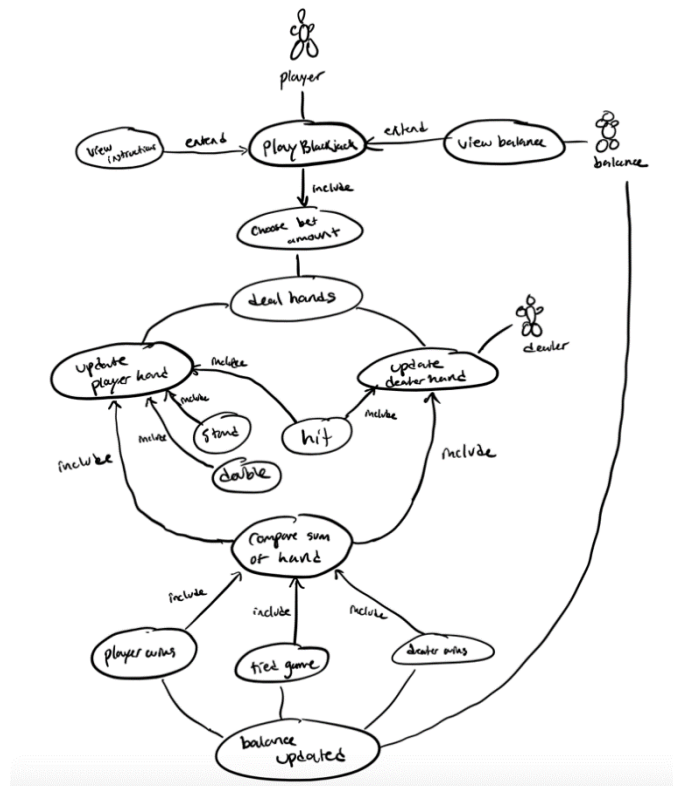 player
view
instructions
extend
Play Blackjack
extend
view balance
balance
include
Choose bet
amount
deal hands
dealer
update
player hand
include
update
dealer hand
include
include
stand
hit
include
include
double
include
include
Compare sum
of hand
include
include
include
player wins
tied game
dealer wins
balance
updated